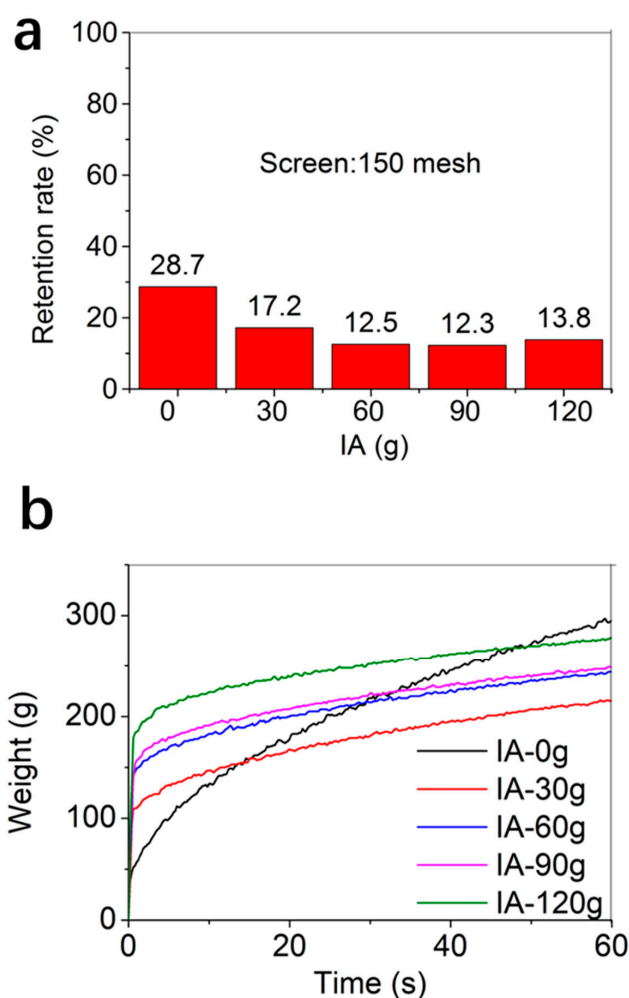 a
100
80
60
40
20
0
Retention rate (%)
Screen:150 mesh
28.7
17.2
12.5
12.3
13.8
0 30 60 90 120
IA (g)
b
300
200
100
0
Weight (g)
IA-0g
IA-30g
IA-60g
IA-90g
IA-120g
0 20 40 60
Time (s)